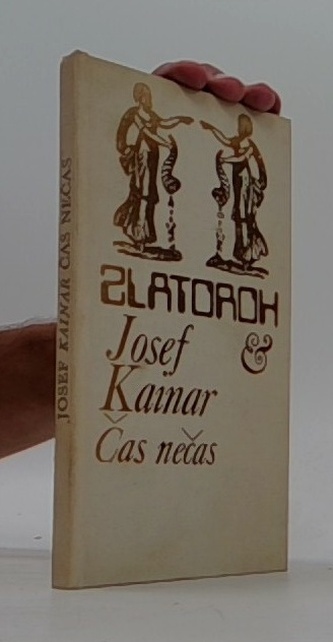 JOSEF KAINAR ČAS NEČAS
ZLATOROH
Josef &
Kainar
Čas nečas